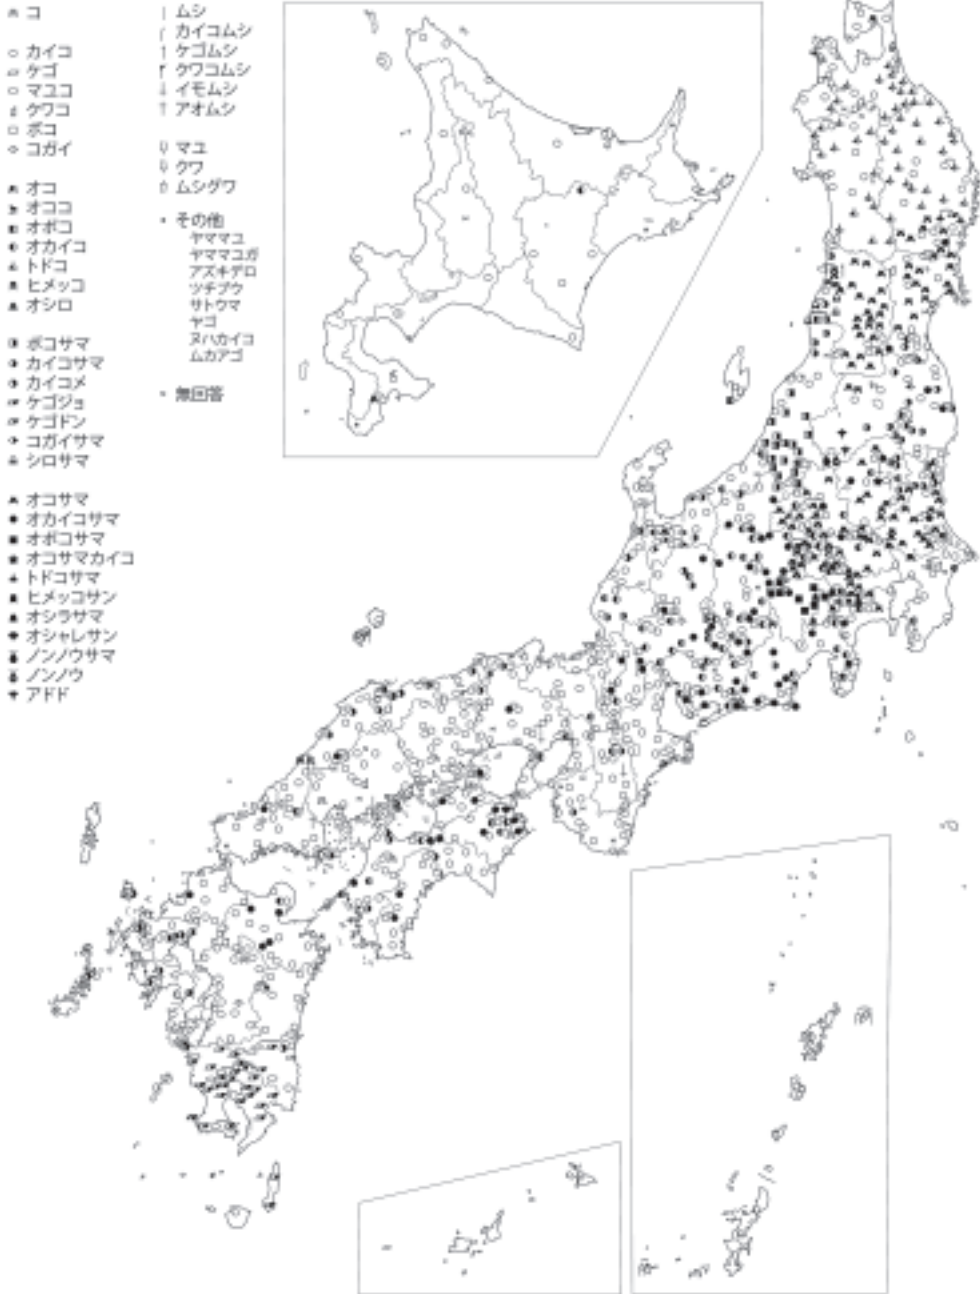 コ
カイコ
ケゴ
マユコ
クワコ
ボコ
コガイ
オコ
オココ
オボコ
オカイコ
トドコ
ヒメッコ
オシロ
ボコサマ
カイコサマ
カイコメ
ケゴジョ
ケゴドン
コガイサマ
シロサマ
オコサマ
オカイコサマ
オボコサマ
オコサマカイコ
トドコサマ
ヒメッコサン
オシラサマ
オシャレサン
ノンノウサマ
ノンノウ
アドド
ムシ
カイコムシ
ケゴムシ
クワコムシ
イモムシ
アオムシ
マユ
クワ
ムシグワ
その他
ヤママユ
ヤママユガ
アズキデロ
ツチブウ
サトウマ
ヤゴ
ヌハカイコ
ムカアゴ
無回答